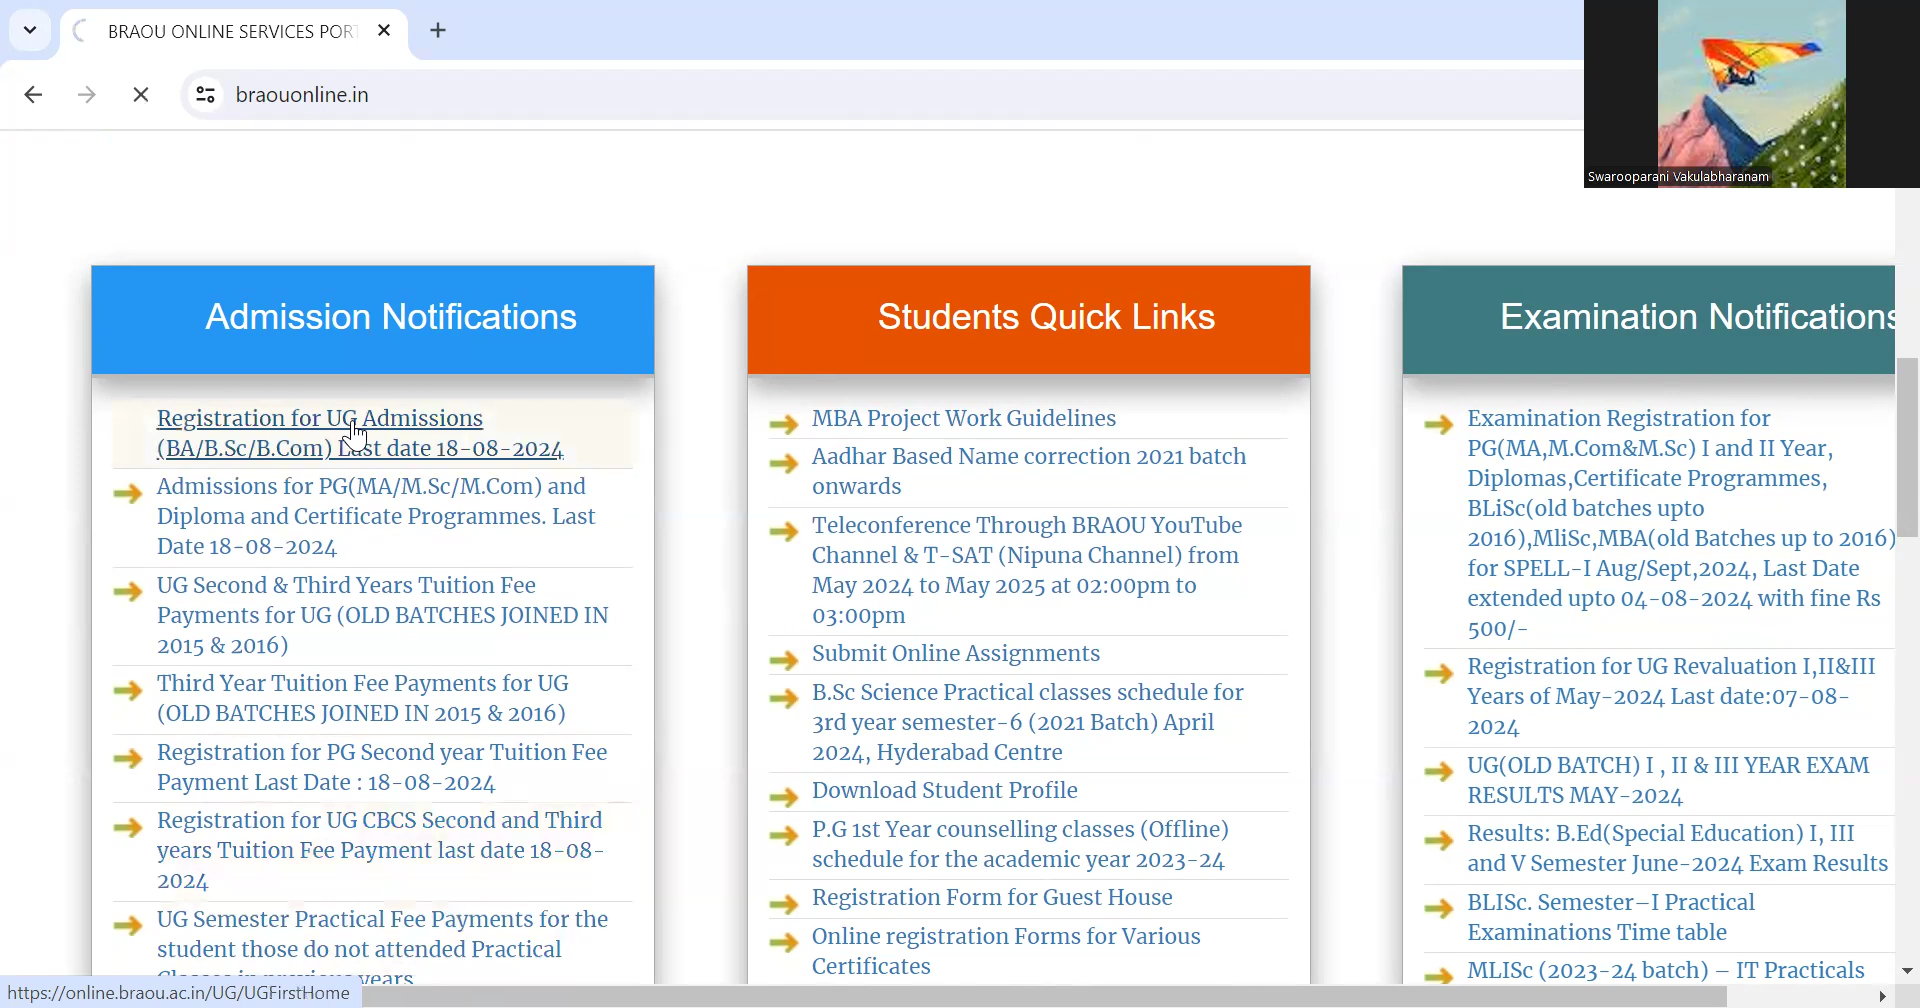 BRAOU ONLINE SERVICES POR
braouonline.in
Swarooparani Vakulabharanam
Admission Notifications
Registration for UG Admissions
(BA/B.Sc/B.Com) Last date 18-08-2024
Admissions for PG(MA/M.Sc/M.Com) and
Diploma and Certificate Programmes. Last
Date 18-08-2024
UG Second & Third Years Tuition Fee
Payments for UG (OLD BATCHES JOINED IN
2015 & 2016)
Third Year Tuition Fee Payments for UG
(OLD BATCHES JOINED IN 2015 & 2016)
Registration for PG Second year Tuition Fee
Payment Last Date : 18-08-2024
Registration for UG CBCS Second and Third
years Tuition Fee Payment last date 18-08-
2024
UG Semester Practical Fee Payments for the
student those do not attended Practical
Classes in previous years
Students Quick Links
MBA Project Work Guidelines
Aadhar Based Name correction 2021 batch
onwards
Teleconference Through BRAOU YouTube
Channel & T-SAT (Nipuna Channel) from
May 2024 to May 2025 at 02:00pm to
03:00pm
Submit Online Assignments
B.Sc Science Practical classes schedule for
3rd year semester-6 (2021 Batch) April
2024, Hyderabad Centre
Download Student Profile
P.G 1st Year counselling classes (Offline)
schedule for the academic year 2023-24
Registration Form for Guest House
Online registration Forms for Various
Certificates
Examination Notifications
Examination Registration for
PG(MA,M.Com&M.Sc) I and II Year,
Diplomas,Certificate Programmes,
BLiSc(old batches upto
2016),MliSc,MBA(old Batches up to 2016)
for SPELL-I Aug/Sept,2024, Last Date
extended upto 04-08-2024 with fine Rs
500/-
Registration for UG Revaluation I,II&III
Years of May-2024 Last date:07-08-
2024
UG(OLD BATCH) I , II & III YEAR EXAM
RESULTS MAY-2024
Results: B.Ed(Special Education) I, III
and V Semester June-2024 Exam Results
BLISc. Semester–I Practical
Examinations Time table
MLISc (2023-24 batch) – IT Practicals
https://online.braou.ac.in/UG/UGFirstHome